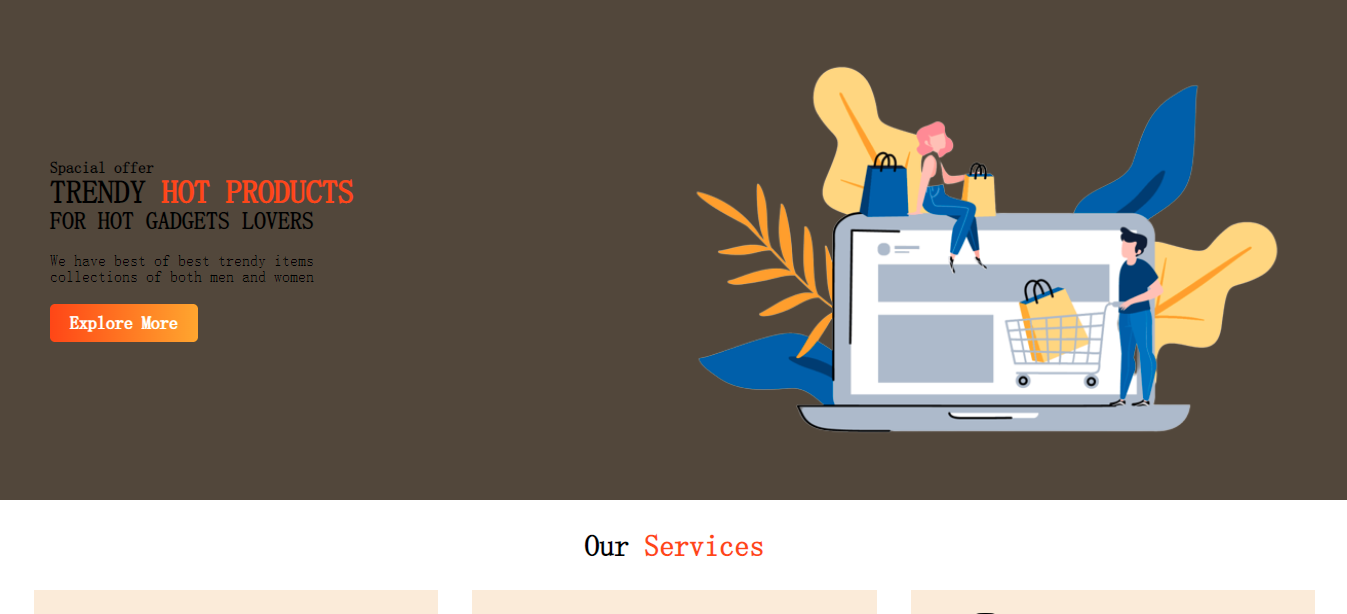 Spacial offer
TRENDY HOT PRODUCTS
FOR HOT GADGETS LOVERS
We have best of best trendy items
collections of both men and women
Explore More
Our Services